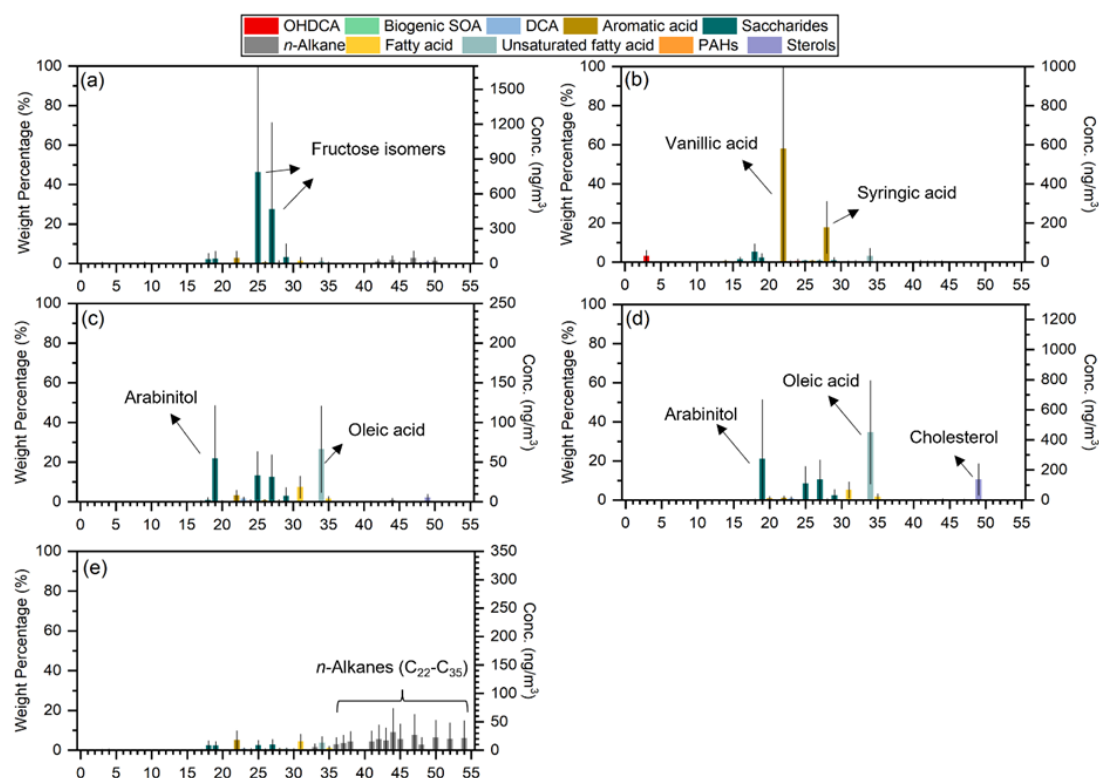 OHDCA Biogenic SOA DCA Aromatic acid Saccharides
n-Alkane Fatty acid Unsaturated fatty acid PAHs Sterols
(a)
Weight Percentage (%)
100
80
60
40
20
0
Fructose isomers
1500
1200
900
600
300
0
Conc. (ng/m³)
0 5 10 15 20 25 30 35 40 45 50 55
(b)
Weight Percentage (%)
100
80
60
40
20
0
Vanillic acid
Syringic acid
1000
800
600
400
200
0
Conc. (ng/m³)
0 5 10 15 20 25 30 35 40 45 50 55
(c)
Weight Percentage (%)
100
80
60
40
20
0
Arabinitol
Oleic acid
250
200
150
100
50
0
Conc. (ng/m³)
0 5 10 15 20 25 30 35 40 45 50 55
(d)
Weight Percentage (%)
100
80
60
40
20
0
Arabinitol
Oleic acid
Cholesterol
1200
1000
800
600
400
200
0
Conc. (ng/m³)
0 5 10 15 20 25 30 35 40 45 50 55
(e)
Weight Percentage (%)
100
80
60
40
20
0
n-Alkanes (C₂₂-C₃₅)
350
300
250
200
150
100
50
0
Conc. (ng/m³)
0 5 10 15 20 25 30 35 40 45 50 55